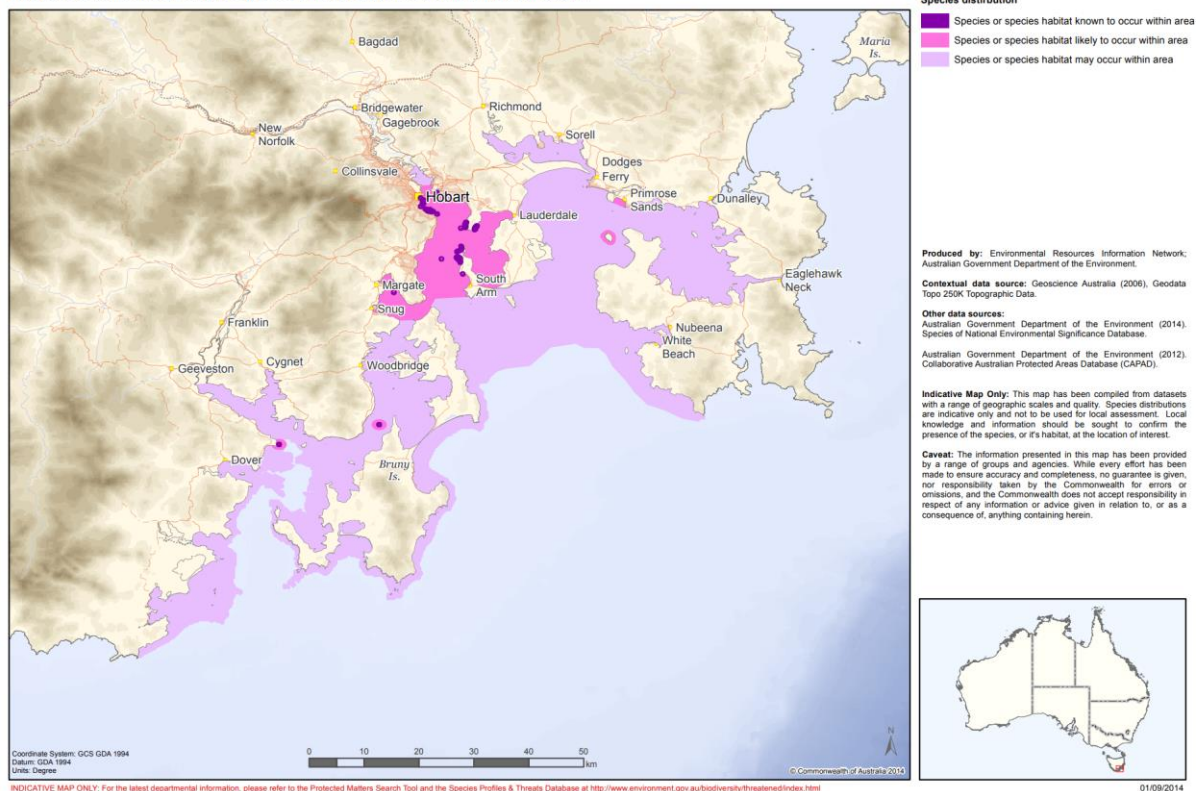 Species distirbution
Species or species habitat known to occur within area
Species or species habitat likely to occur within area
Species or species habitat may occur within area
Bagdad
Maria
Is.
Bridgewater
Gagebrook
Richmond
New
Norfolk
Sorell
Collinsvale
Dodges
Ferry
Hobart
Primrose
Sands
Dunalley
Lauderdale
Margate
South
Arm
Eaglehawk
Neck
Snug
Franklin
Nubeena
White
Beach
Cygnet
Geeveston
Woodbridge
Dover
Bruny
Is.
Produced by: Environmental Resources Information Network;
Australian Government Department of the Environment.
Contextual data source: Geoscience Australia (2006), Geodata
Topo 250K Topographic Data.
Other data sources:
Australian Government Department of the Environment (2014).
Species of National Environmental Significance Database.
Australian Government Department of the Environment (2012).
Collaborative Australian Protected Areas Database (CAPAD).
Indicative Map Only: This map has been compiled from datasets
with a range of geographic scales and quality. Species distributions
are indicative only and not to be used for local assessment. Local
knowledge and information should be sought to confirm the
presence of the species, or it's habitat, at the location of interest.
Caveat: The information presented in this map has been provided
by a range of groups and agencies. While every effort has been
made to ensure accuracy and completeness, no guarantee is given,
nor responsibility taken by the Commonwealth for errors or
omissions, and the Commonwealth does not accept responsibility in
respect of any information or advice given in relation to, or as a
consequence of, anything containing herein.
Coordinate System: GCS GDA 1994
Datum: GDA 1994
Units: Degree
0 10 20 30 40 50
km
N
© Commonwealth of Australia 2014
INDICATIVE MAP ONLY: For the latest departmental information, please refer to the Protected Matters Search Tool and the Species Profiles & Threats Database at http://www.environment.gov.au/biodiversity/threatened/index.html
01/09/2014